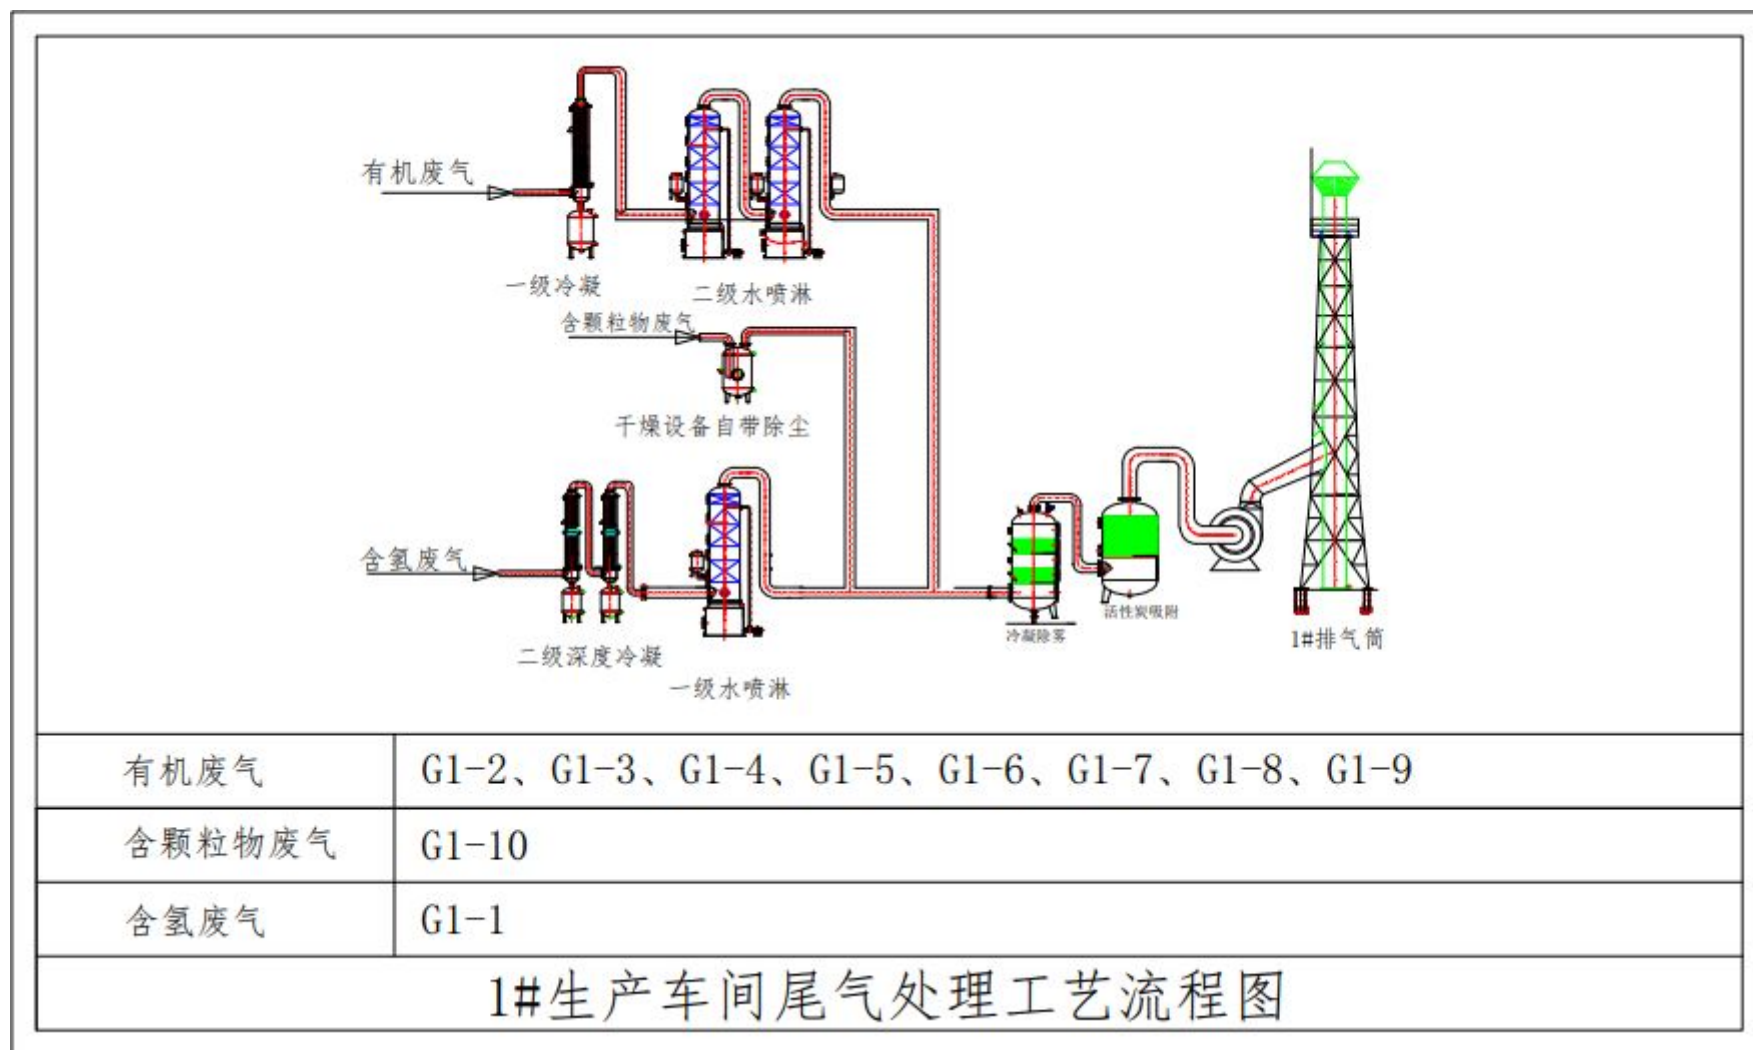 有机废气
一级冷凝
二级水喷淋
含颗粒物废气
干燥设备自带除尘
含氢废气
二级深度冷凝
一级水喷淋
冷凝除雾
活性炭吸附
1#排气筒
有机废气 G1-2、G1-3、G1-4、G1-5、G1-6、G1-7、G1-8、G1-9
含颗粒物废气 G1-10
含氢废气 G1-1
1#生产车间尾气处理工艺流程图